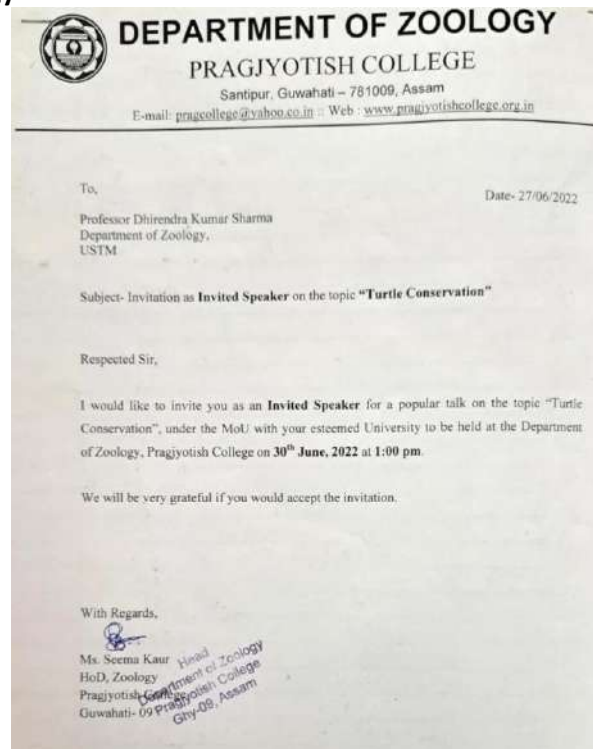 DEPARTMENT OF ZOOLOGY
PRAGJYOTISH COLLEGE
Santipur, Guwahati – 781009, Assam
E-mail: pragcollege@yahoo.co.in :: Web : www.pragjyotishcollege.org.in
To,
Date- 27/06/2022
Professor Dhirendra Kumar Sharma
Department of Zoology,
USTM
Subject- Invitation as Invited Speaker on the topic “Turtle Conservation”
Respected Sir,
I would like to invite you as an Invited Speaker for a popular talk on the topic “Turtle
Conservation”, under the MoU with your esteemed University to be held at the Department
of Zoology, Pragjyotish College on 30th June, 2022 at 1:00 pm.
We will be very grateful if you would accept the invitation.
With Regards,
Ms. Seema Kaur
HoD, Zoology
Pragjyotish College
Guwahati- 09
Head
Department of Zoology
Pragjyotish College
Ghy-09, Assam